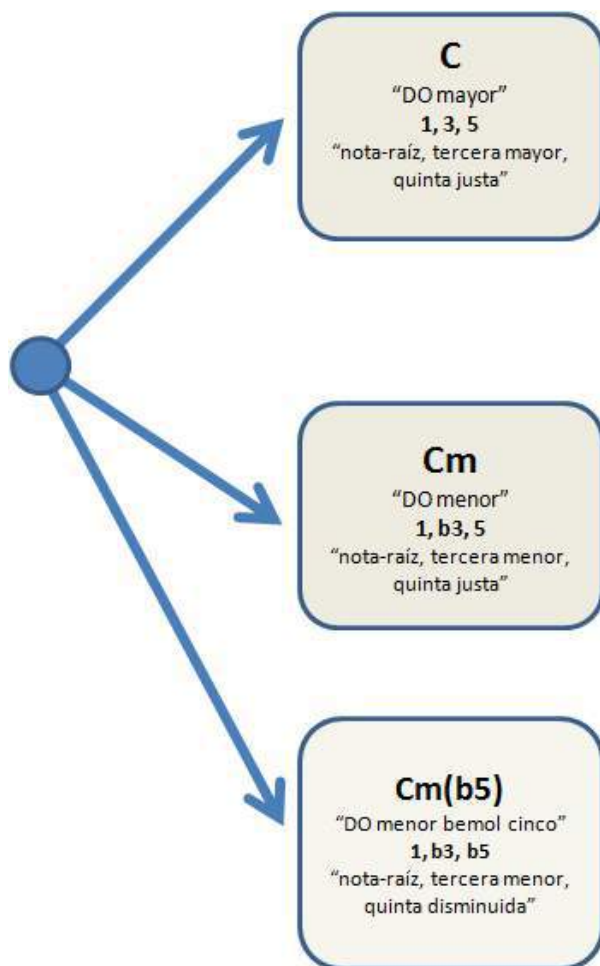 C
“DO mayor”
1, 3, 5
“nota-raíz, tercera mayor,
quinta justa”
Cm
“DO menor”
1, b3, 5
“nota-raíz, tercera menor,
quinta justa”
Cm(b5)
“DO menor bemol cinco”
1, b3, b5
“nota-raíz, tercera menor,
quinta disminuida”